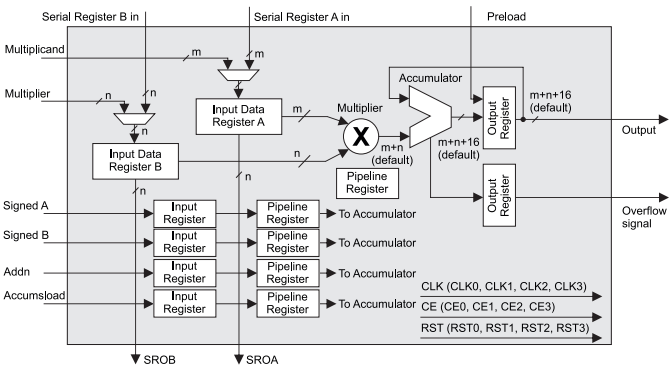 Serial Register B in
Serial Register A in
Preload
Multiplicand
m
m
Accumulator
Multiplier
n
n
n
Input Data
Register A
m
Multiplier
X
m+n
(default)
m+n+16
(default)
Output
Register
m+n+16
(default)
Output
Input Data
Register B
n
Pipeline
Register
n
n
Output
Register
Overflow
signal
Signed A
Input
Register
Pipeline
Register
To Accumulator
Signed B
Input
Register
Pipeline
Register
To Accumulator
Addn
Input
Register
Pipeline
Register
To Accumulator
Accumsload
Input
Register
Pipeline
Register
To Accumulator
CLK (CLK0, CLK1, CLK2, CLK3)
CE (CE0, CE1, CE2, CE3)
RST (RST0, RST1, RST2, RST3)
SROB
SROA